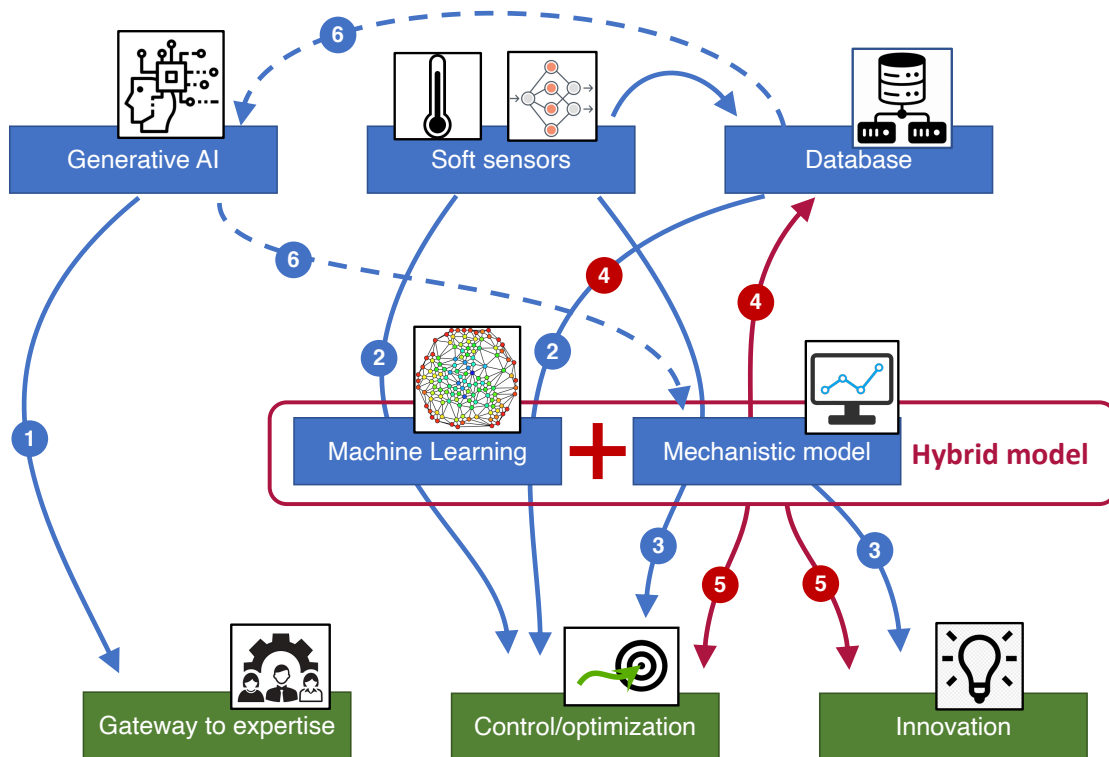 6
Generative AI
Soft sensors
Database
6
4
4
2
2
1
Machine Learning
Mechanistic model
Hybrid model
3
3
5
5
Gateway to expertise
Control/optimization
Innovation